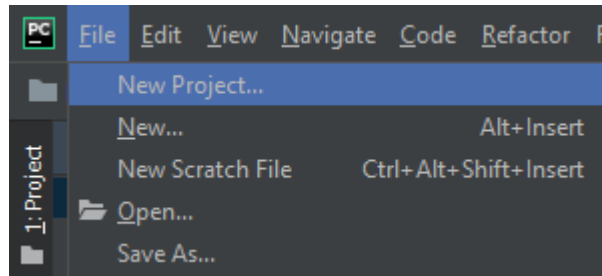 PC File Edit View Navigate Code Refactor
New Project...
New... Alt+Insert
New Scratch File Ctrl+Alt+Shift+Insert
Open...
Save As...
1: Project